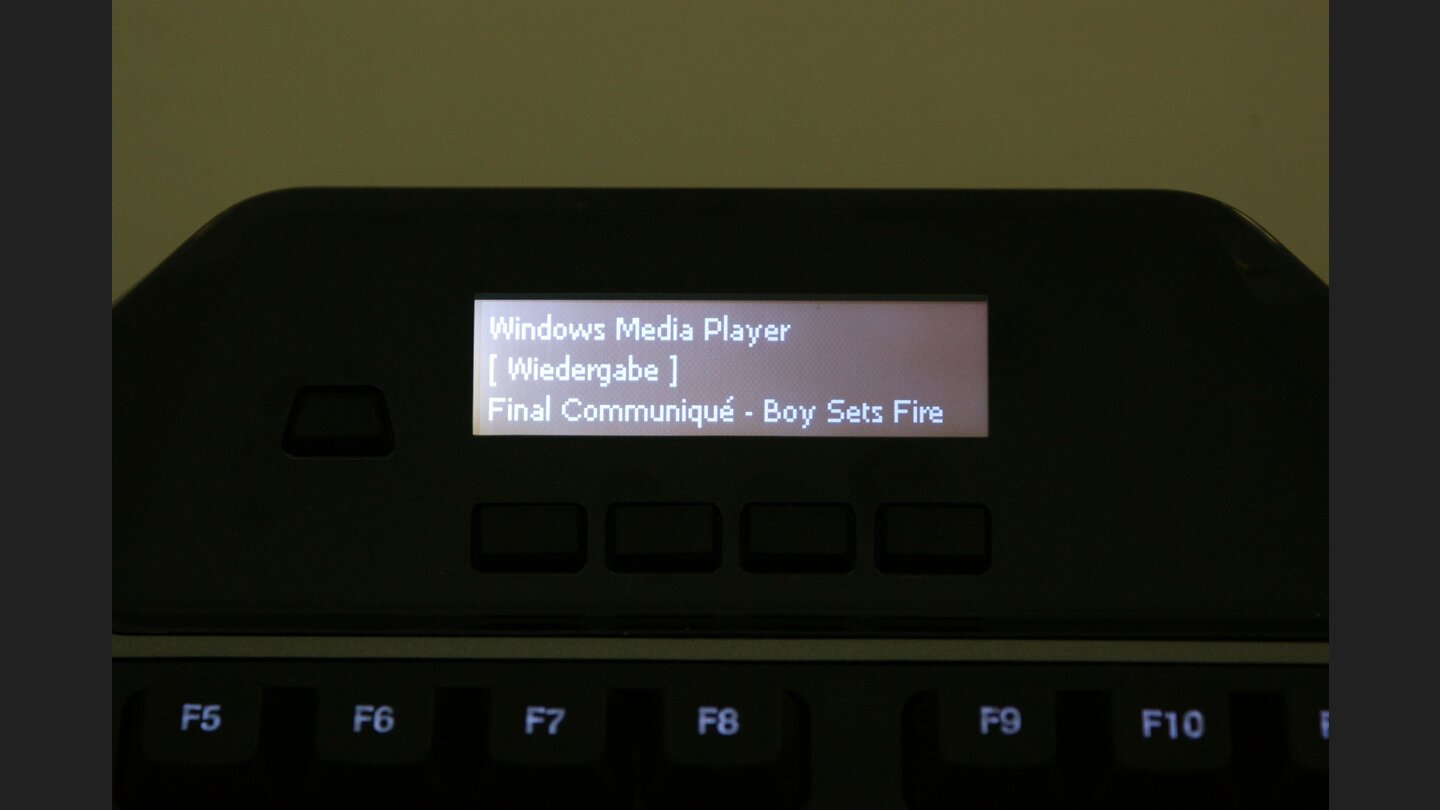 Windows Media Player
[ Wiedergabe ]
Final Communiqué - Boy Sets Fire
F5 F6 F7 F8 F9 F10